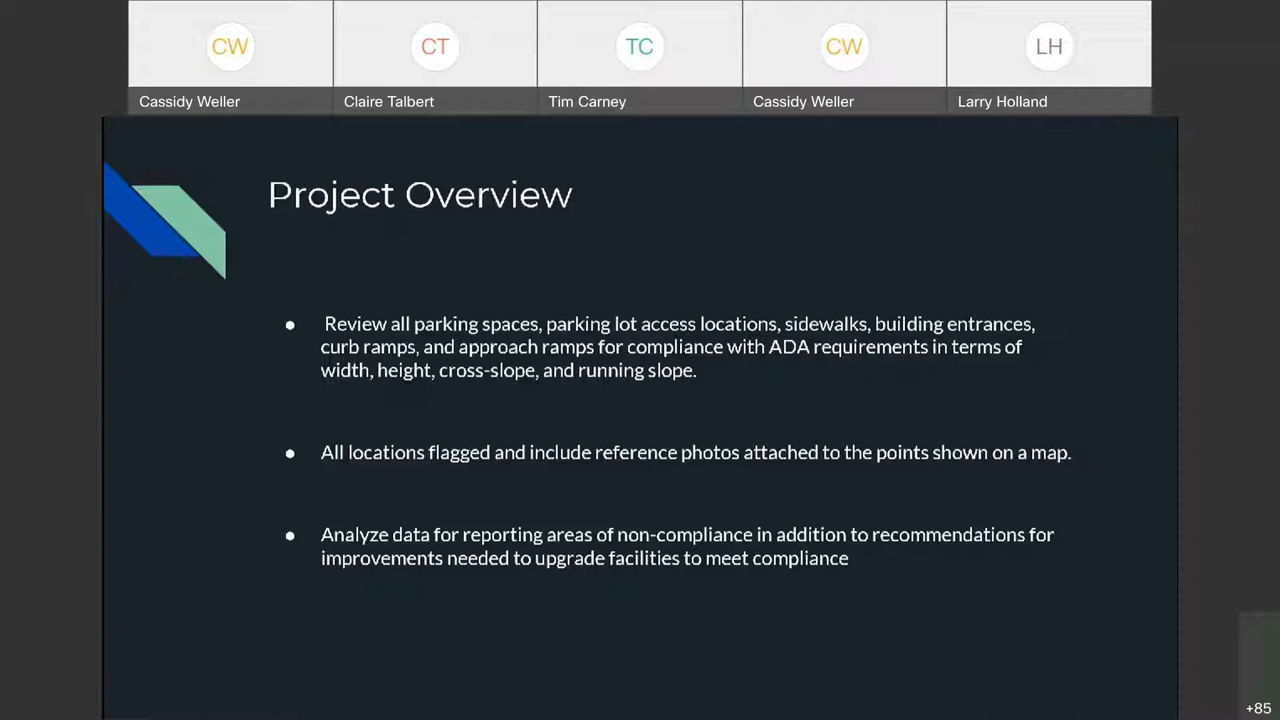 CW
CT
TC
CW
LH
Cassidy Weller
Claire Talbert
Tim Carney
Cassidy Weller
Larry Holland
Project Overview
● Review all parking spaces, parking lot access locations, sidewalks, building entrances,
curb ramps, and approach ramps for compliance with ADA requirements in terms of
width, height, cross-slope, and running slope.
● All locations flagged and include reference photos attached to the points shown on a map.
● Analyze data for reporting areas of non-compliance in addition to recommendations for
improvements needed to upgrade facilities to meet compliance
+85